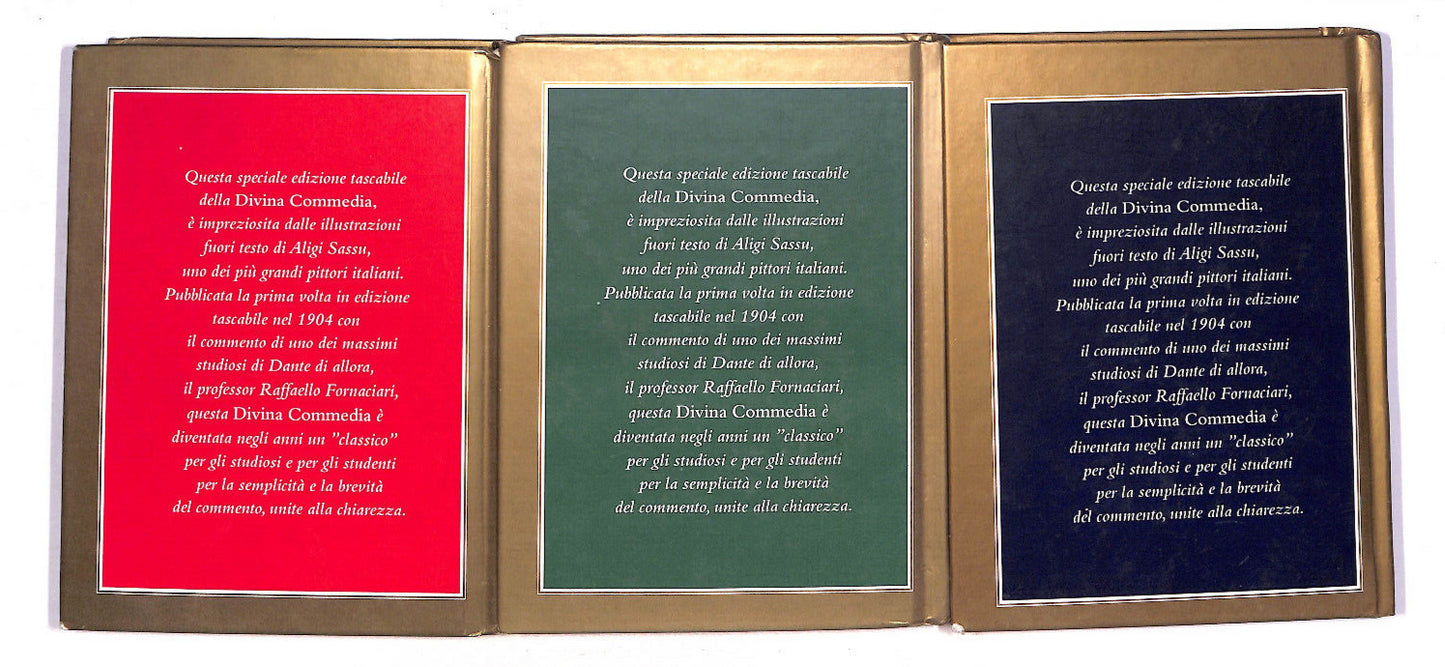 Questa speciale edizione tascabile
della Divina Commedia,
è impreziosita dalle illustrazioni
fuori testo di Aligi Sassu,
uno dei più grandi pittori italiani.
Pubblicata la prima volta in edizione
tascabile nel 1904 con
il commento di uno dei massimi
studiosi di Dante di allora,
il professor Raffaello Fornaciari,
questa Divina Commedia è
diventata negli anni un "classico"
per gli studiosi e per gli studenti
per la semplicità e la brevità
del commento, unite alla chiarezza.
Questa speciale edizione tascabile
della Divina Commedia,
è impreziosita dalle illustrazioni
fuori testo di Aligi Sassu,
uno dei più grandi pittori italiani.
Pubblicata la prima volta in edizione
tascabile nel 1904 con
il commento di uno dei massimi
studiosi di Dante di allora,
il professor Raffaello Fornaciari,
questa Divina Commedia è
diventata negli anni un "classico"
per gli studiosi e per gli studenti
per la semplicità e la brevità
del commento, unite alla chiarezza.
Questa speciale edizione tascabile
della Divina Commedia,
è impreziosita dalle illustrazioni
fuori testo di Aligi Sassu,
uno dei più grandi pittori italiani.
Pubblicata la prima volta in edizione
tascabile nel 1904 con
il commento di uno dei massimi
studiosi di Dante di allora,
il professor Raffaello Fornaciari,
questa Divina Commedia è
diventata negli anni un "classico"
per gli studiosi e per gli studenti
per la semplicità e la brevità
del commento, unite alla chiarezza.